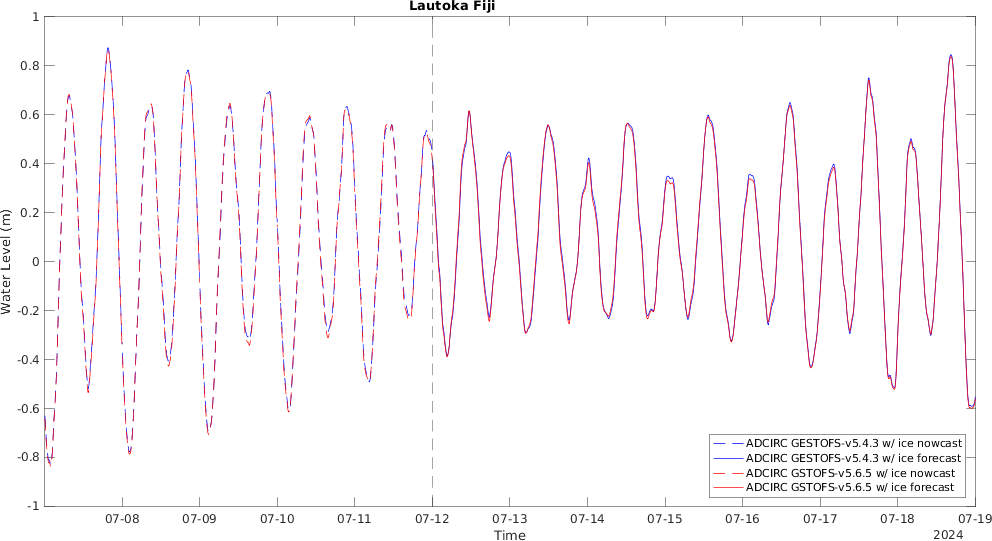 Lautoka Fiji
Water Level (m)
1
0.8
0.6
0.4
0.2
0
-0.2
-0.4
-0.6
-0.8
-1
07-08 07-09 07-10 07-11 07-12 07-13 07-14 07-15 07-16 07-17 07-18 07-19
Time
2024
ADCIRC GESTOFS-v5.4.3 w/ ice nowcast
ADCIRC GESTOFS-v5.4.3 w/ ice forecast
ADCIRC GSTOFS-v5.6.5 w/ ice nowcast
ADCIRC GSTOFS-v5.6.5 w/ ice forecast